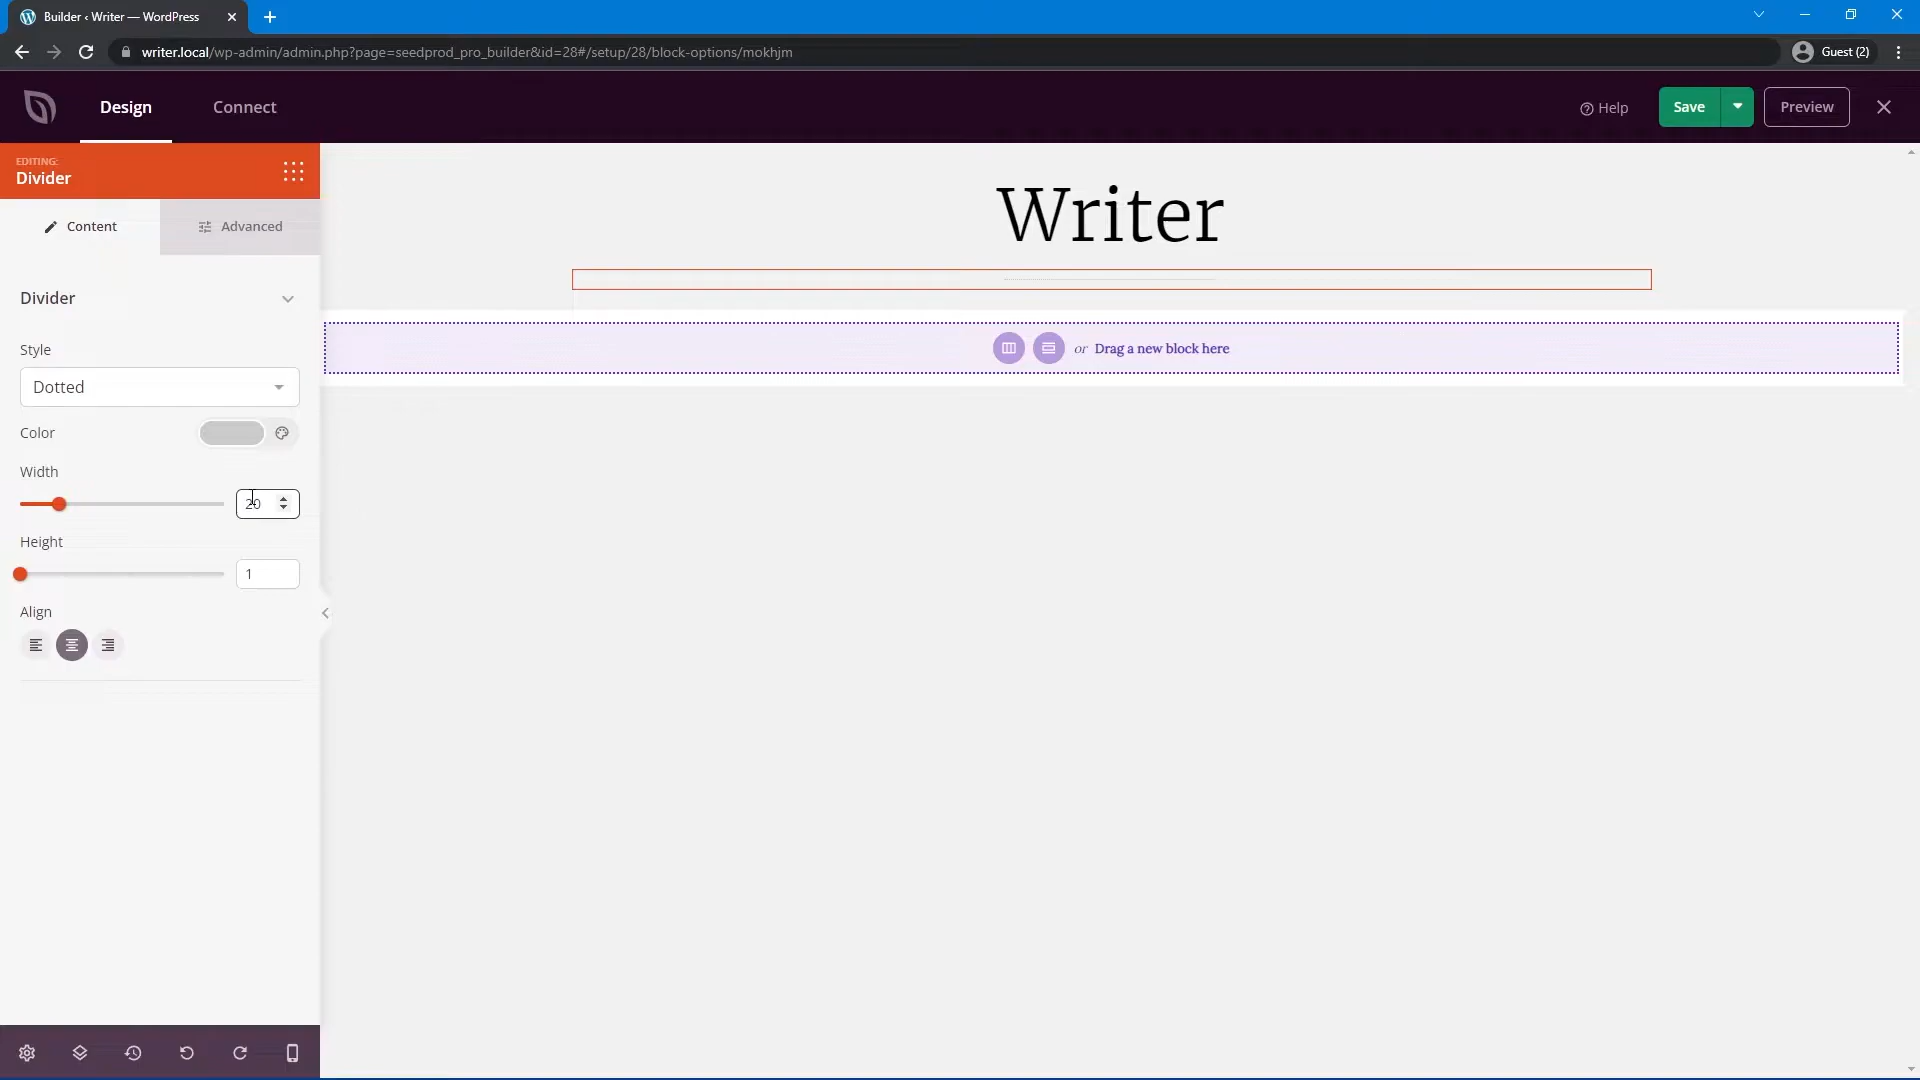 Builder ‹ Writer — WordPress
writer.local/wp-admin/admin.php?page=seedprod_pro_builder&id=28#/setup/28/block-options/mokhjm
Guest (2)
Design
Connect
Help
Save
Preview
EDITING:
Divider
Content
Advanced
Divider
Style
Dotted
Color
Width
20
Height
1
Align
Writer
or Drag a new block here